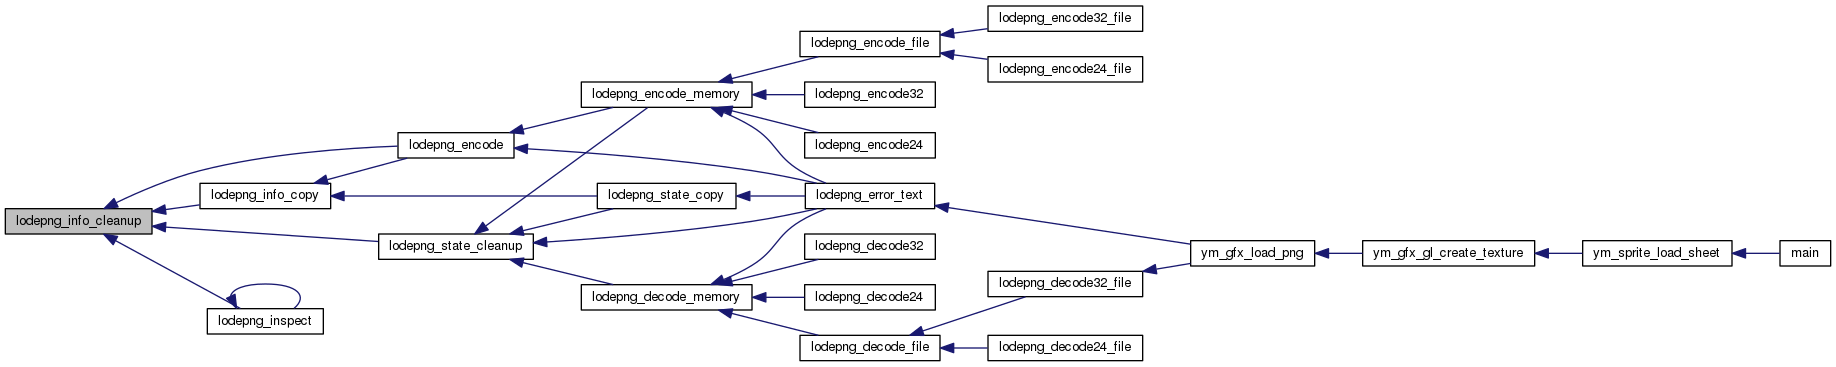 lodepng_info_cleanup
lodepng_encode
lodepng_info_copy
lodepng_state_cleanup
lodepng_inspect
lodepng_encode_memory
lodepng_state_copy
lodepng_decode_memory
lodepng_encode_file
lodepng_encode32
lodepng_encode24
lodepng_error_text
lodepng_decode32
lodepng_decode24
lodepng_decode_file
lodepng_encode32_file
lodepng_encode24_file
lodepng_decode32_file
lodepng_decode24_file
ym_gfx_load_png
ym_gfx_gl_create_texture
ym_sprite_load_sheet
main